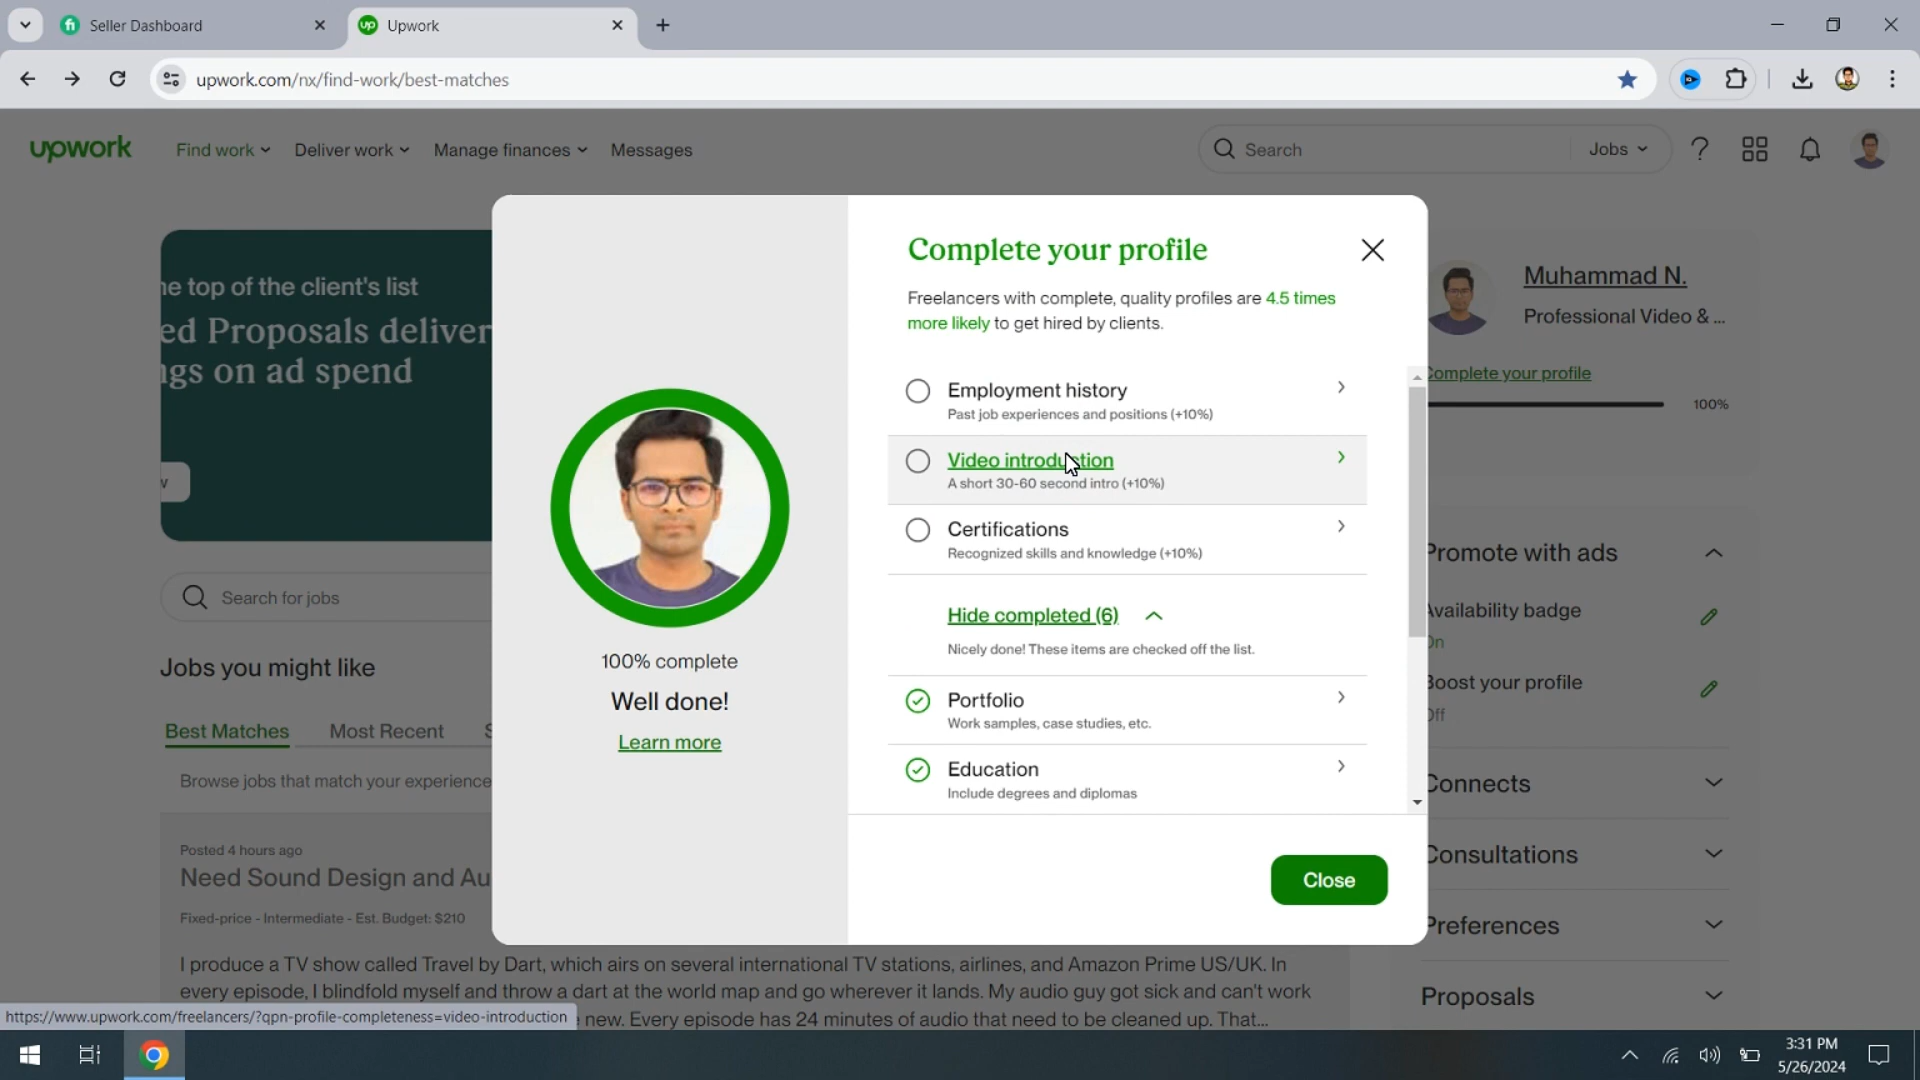 Seller Dashboard
Upwork
upwork.com/nx/find-work/best-matches
upwork
Find work
Deliver work
Manage finances
Messages
Search
Jobs
he top of the client's list
ed Proposals deliver
ngs on ad spend
Complete your profile
Freelancers with complete, quality profiles are 4.5 times
more likely to get hired by clients.
Muhammad N.
Professional Video & ...
Complete your profile
100%
Employment history
Past job experiences and positions (+10%)
Video introduction
A short 30-60 second intro (+10%)
Certifications
Recognized skills and knowledge (+10%)
Hide completed (6)
Nicely done! These items are checked off the list.
Portfolio
Work samples, case studies, etc.
Education
Include degrees and diplomas
Close
100% complete
Well done!
Learn more
Search for jobs
Jobs you might like
Best Matches
Most Recent
S
Browse jobs that match your experience
Posted 4 hours ago
Need Sound Design and Au
Fixed-price - Intermediate - Est. Budget: $210
I produce a TV show called Travel by Dart, which airs on several international TV stations, airlines, and Amazon Prime US/UK. In
every episode, I blindfold myself and throw a dart at the world map and go wherever it lands. My audio guy got sick and can't work
new. Every episode has 24 minutes of audio that need to be cleaned up. That...
Promote with ads
Availability badge
On
Boost your profile
Off
Connects
Consultations
Preferences
Proposals
https://www.upwork.com/freelancers/?qpn-profile-completeness=video-introduction
3:31 PM
5/26/2024